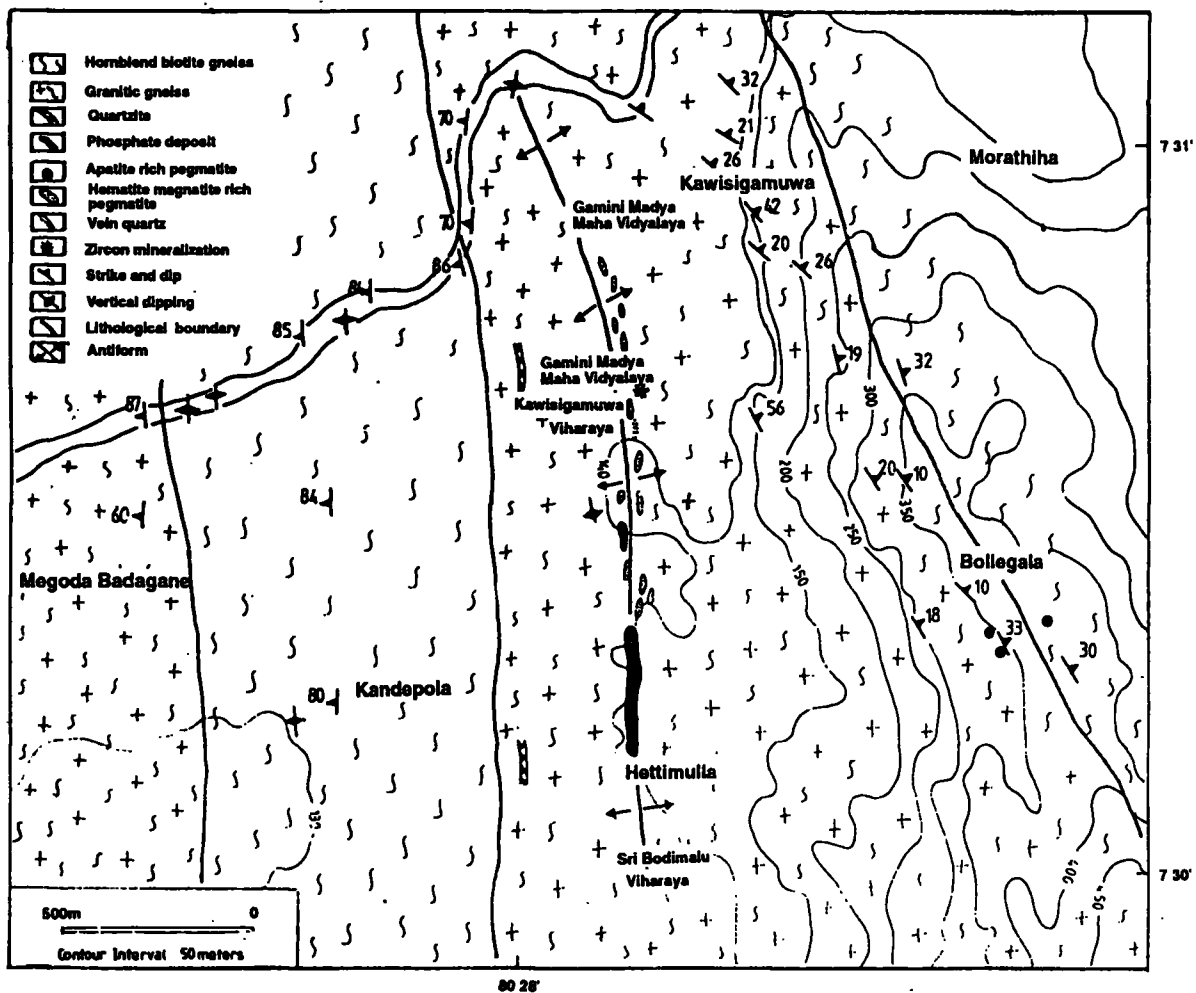 Hornblend biotite gneiss
Granitic gneiss
Quartzite
Phosphate deposit
Apatite rich pegmatite
Hematite magnatite rich
pegmatite
Vein quartz
Zircon mineralization
Strike and dip
Vertical dipping
Lithological boundary
Antiform
70
32
21
26
Kawisigamuwa
Morathiha
7 31'
Gamini Madya
Maha Vidyalaya
42
70
20
26
86
85
19
32
Gamini Madya
Maha Vidyalaya
Kawisigamuwa
Viharaya
300
56
87
140
200
20
10
350
84
60
250
150
Megoda Badagane
Bollegala
10
18
33
30
80
Kandepola
Hettimulla
Sri Bodimalu
Viharaya
400
7 30'
500m
0
Contour Interval 50 meters
80 28'